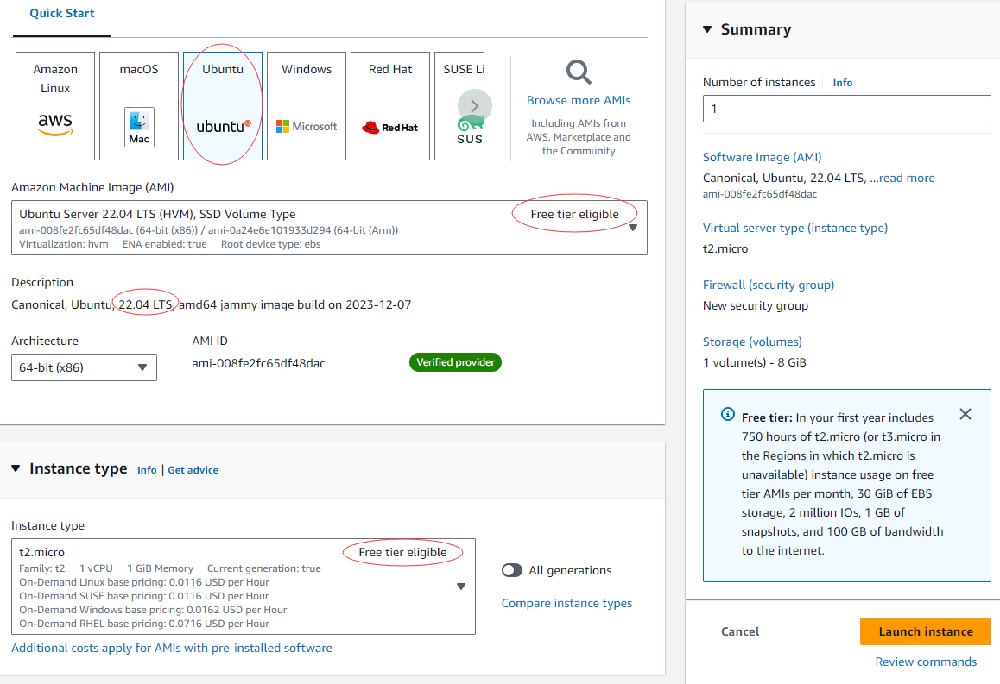 Quick Start
Amazon
Linux
aws
macOS
Mac
Ubuntu
ubuntu
Windows
Microsoft
Red Hat
Red Hat
SUSE Li
SUS
Browse more AMIs
Including AMIs from
AWS, Marketplace and
the Community
Amazon Machine Image (AMI)
Ubuntu Server 22.04 LTS (HVM), SSD Volume Type
Free tier eligible
ami-008fe2fc65df48dac (64-bit (x86)) / ami-0a24e6e101933d294 (64-bit (Arm))
Virtualization: hvm ENA enabled: true Root device type: ebs
Description
Canonical, Ubuntu, 22.04 LTS, amd64 jammy image build on 2023-12-07
Architecture
AMI ID
64-bit (x86)
ami-008fe2fc65df48dac
Verified provider
Instance type Info | Get advice
Instance type
t2.micro
Free tier eligible
Family: t2 1 vCPU 1 GiB Memory Current generation: true
On-Demand Linux base pricing: 0.0116 USD per Hour
On-Demand SUSE base pricing: 0.0116 USD per Hour
On-Demand Windows base pricing: 0.0162 USD per Hour
On-Demand RHEL base pricing: 0.0716 USD per Hour
All generations
Compare instance types
Additional costs apply for AMIs with pre-installed software
Summary
Number of instances Info
1
Software Image (AMI)
Canonical, Ubuntu, 22.04 LTS, ...read more
ami-008fe2fc65df48dac
Virtual server type (instance type)
t2.micro
Firewall (security group)
New security group
Storage (volumes)
1 volume(s) - 8 GiB
Free tier: In your first year includes
750 hours of t2.micro (or t3.micro in
the Regions in which t2.micro is
unavailable) instance usage on free
tier AMIs per month, 30 GiB of EBS
storage, 2 million IOs, 1 GB of
snapshots, and 100 GB of bandwidth
to the internet.
Cancel
Launch instance
Review commands